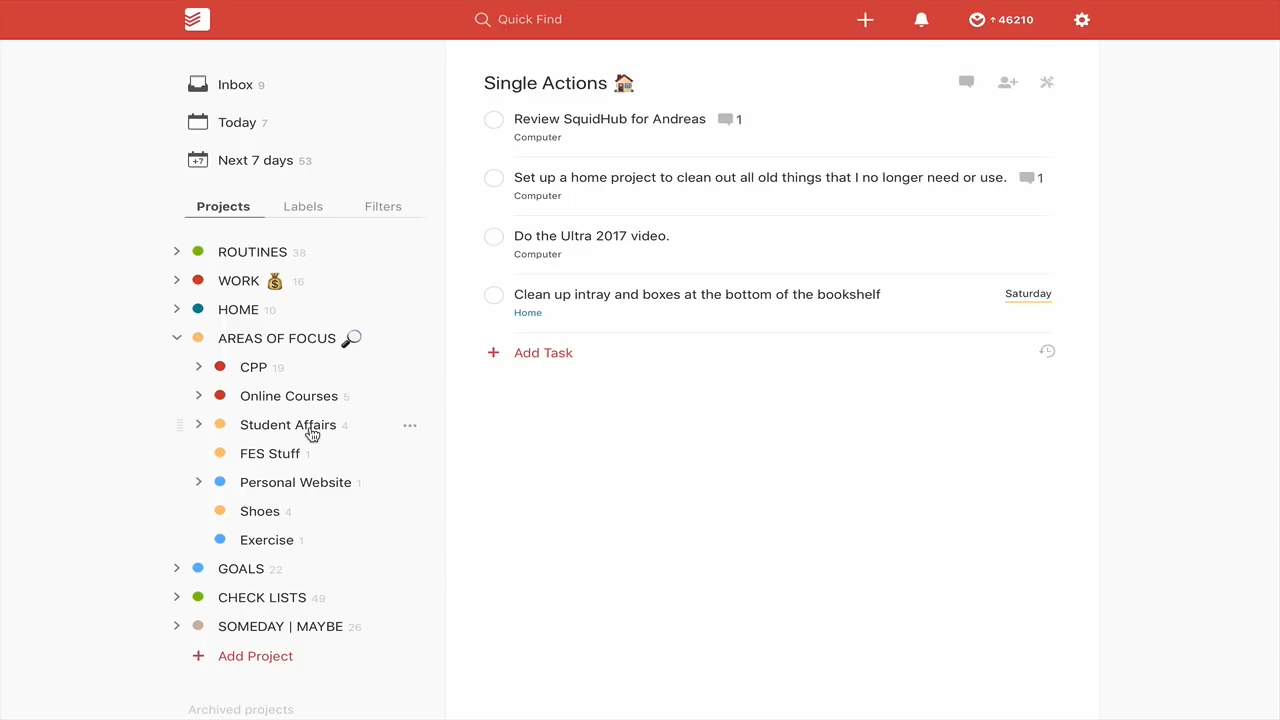 Quick Find
↑46210
Inbox 9
Today 7
+7 Next 7 days 53
Projects Labels Filters
ROUTINES 38
WORK 💰 16
HOME 10
AREAS OF FOCUS 🔎
CPP 19
Online Courses 5
Student Affairs 4
FES Stuff 1
Personal Website 1
Shoes 4
Exercise 1
GOALS 22
CHECK LISTS 49
SOMEDAY | MAYBE 26
+ Add Project
Archived projects
Single Actions 🏠
Review SquidHub for Andreas 1
Computer
Set up a home project to clean out all old things that I no longer need or use. 1
Computer
Do the Ultra 2017 video.
Computer
Clean up intray and boxes at the bottom of the bookshelf Saturday
Home
+ Add Task